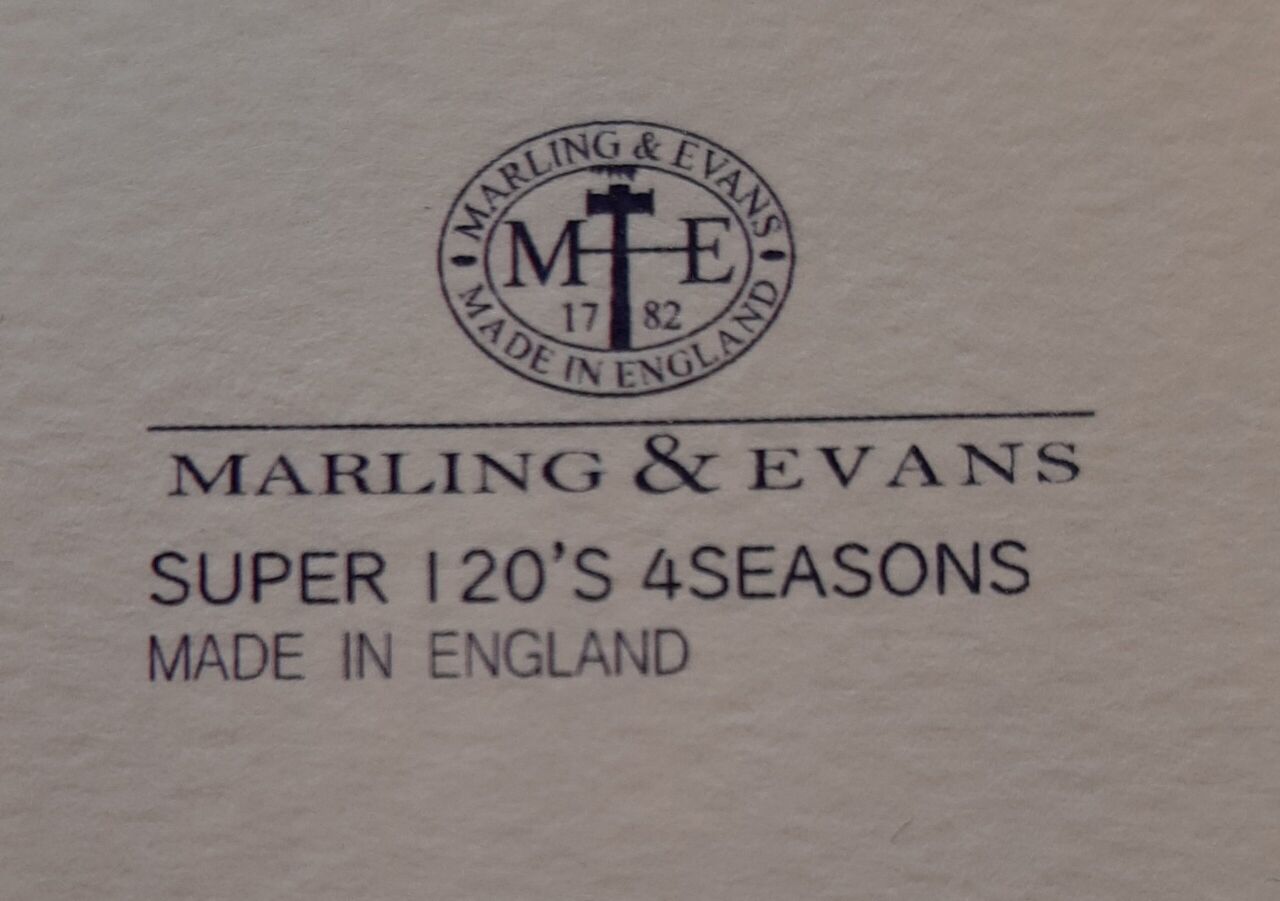 MARLING & EVANS
M E
17 82
MADE IN ENGLAND
MARLING & EVANS
SUPER 120'S 4SEASONS
MADE IN ENGLAND